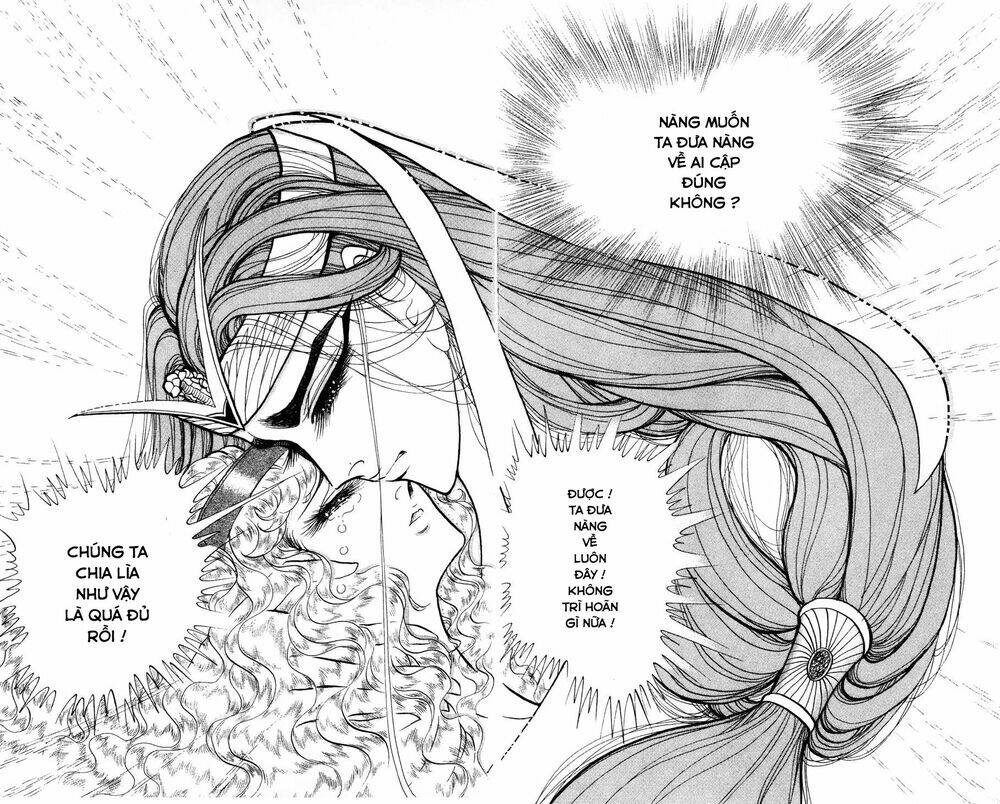 NÀNG MUỐN
TA ĐƯA NÀNG
VỀ AI CẬP
ĐÚNG
KHÔNG ?
ĐƯỢC !
TA ĐƯA
NÀNG
VỀ
LUÔN
ĐÂY !
KHÔNG
TRÌ HOÃN
GÌ NỮA !
CHÚNG TA
CHIA LÌA
NHƯ VẬY
LÀ QUÁ ĐỦ
RỒI !